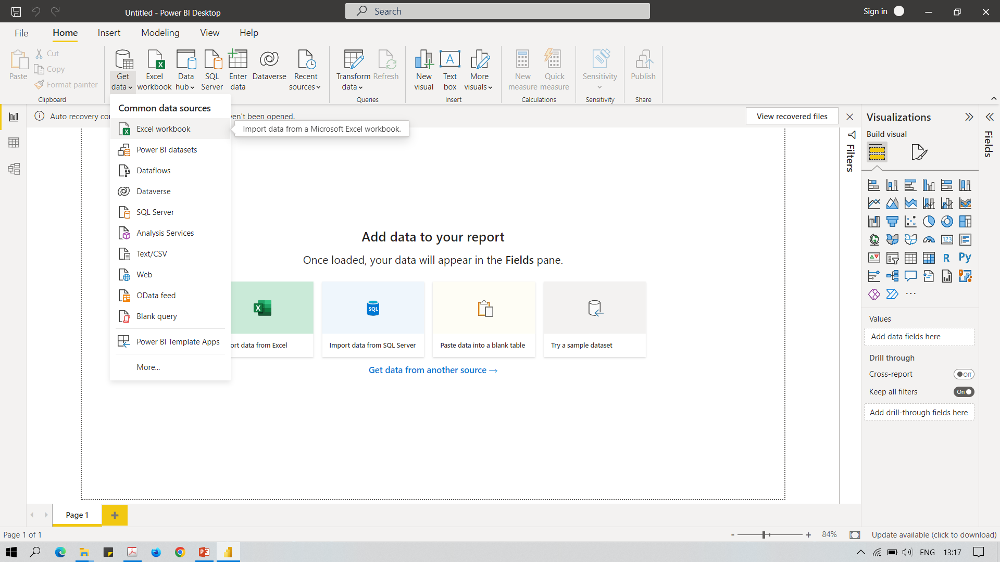 Untitled - Power BI Desktop
Search
Sign in
File
Home
Insert
Modeling
View
Help
Paste
Cut
Copy
Format painter
Clipboard
Get data
Excel workbook
Data hub
SQL Server
Enter data
Dataverse
Recent sources
Transform data
Refresh
Queries
New visual
Text box
More visuals
Insert
New measure
Quick measure
Calculations
Sensitivity
Sensitivity
Publish
Share
Common data sources
Excel workbook
Power BI datasets
Dataflows
Dataverse
SQL Server
Analysis Services
Text/CSV
Web
OData feed
Blank query
Power BI Template Apps
More...
Auto recovery
en't been opened.
View recovered files
Import data from a Microsoft Excel workbook.
Add data to your report
Once loaded, your data will appear in the Fields pane.
SQL
data from Excel
Import data from SQL Server
Paste data into a blank table
Try a sample dataset
Get data from another source →
Filters
Visualizations
Build visual
123
R
Py
...
Values
Add data fields here
Drill through
Cross-report
Off
Keep all filters
On
Add drill-through fields here
Fields
Page 1
Page 1 of 1
- + 84%
Update available (click to download)
ENG
13:17